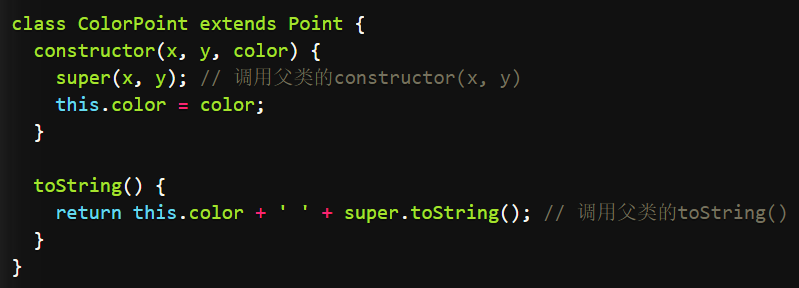 class ColorPoint extends Point {
  constructor(x, y, color) {
    super(x, y); // 调用父类的constructor(x, y)
    this.color = color;
  }

  toString() {
    return this.color + ' ' + super.toString(); // 调用父类的toString()
  }
}